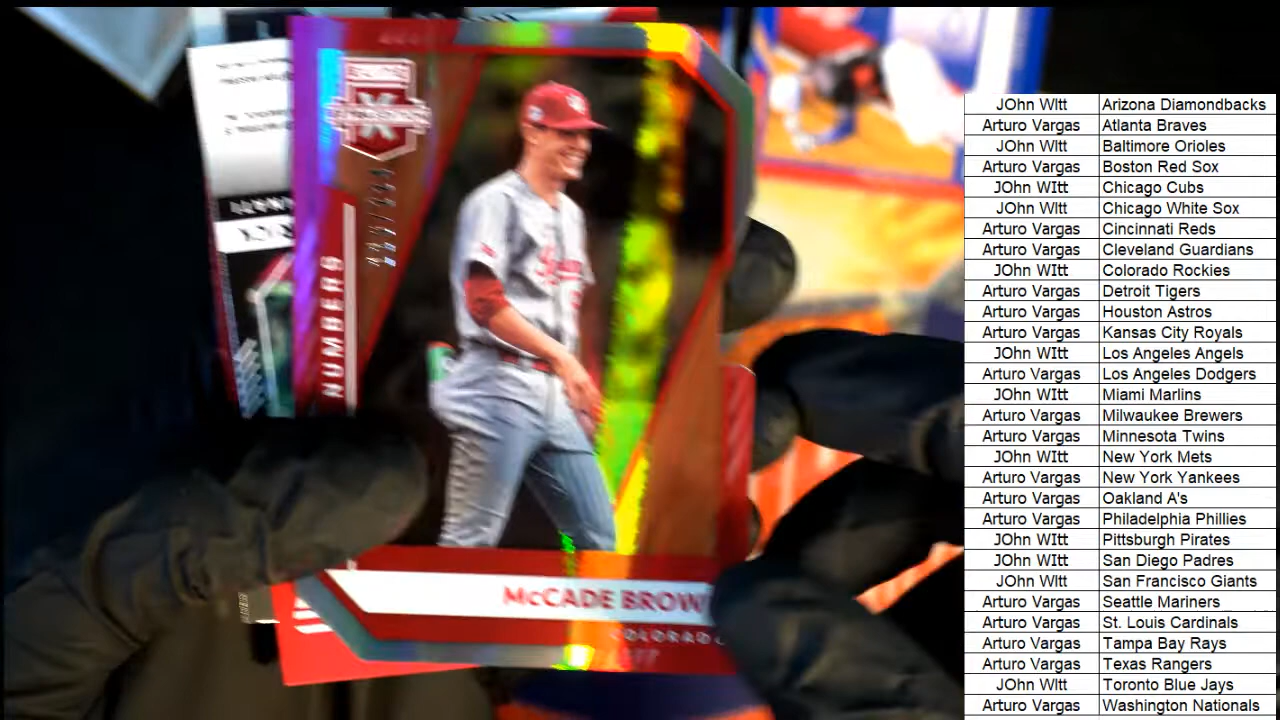 NUMBERS
McCADE BROW
COLORADO
JOhn WItt Arizona Diamondbacks
Arturo Vargas Atlanta Braves
JOhn WItt Baltimore Orioles
Arturo Vargas Boston Red Sox
JOhn WItt Chicago Cubs
JOhn WItt Chicago White Sox
Arturo Vargas Cincinnati Reds
Arturo Vargas Cleveland Guardians
JOhn WItt Colorado Rockies
Arturo Vargas Detroit Tigers
Arturo Vargas Houston Astros
Arturo Vargas Kansas City Royals
JOhn WItt Los Angeles Angels
Arturo Vargas Los Angeles Dodgers
JOhn WItt Miami Marlins
Arturo Vargas Milwaukee Brewers
Arturo Vargas Minnesota Twins
JOhn WItt New York Mets
Arturo Vargas New York Yankees
Arturo Vargas Oakland A's
Arturo Vargas Philadelphia Phillies
JOhn WItt Pittsburgh Pirates
JOhn WItt San Diego Padres
JOhn WItt San Francisco Giants
Arturo Vargas Seattle Mariners
Arturo Vargas St. Louis Cardinals
Arturo Vargas Tampa Bay Rays
Arturo Vargas Texas Rangers
JOhn WItt Toronto Blue Jays
Arturo Vargas Washington Nationals